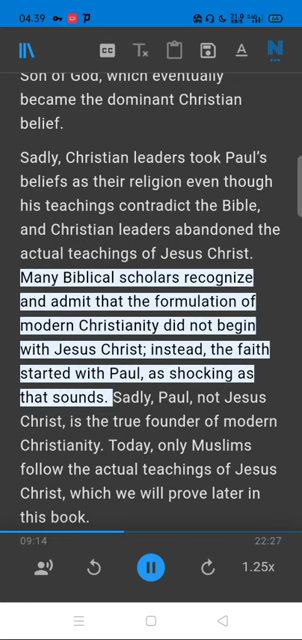 04.39
Son of God, which eventually
became the dominant Christian
belief.
Sadly, Christian leaders took Paul's
beliefs as their religion even though
his teachings contradict the Bible,
and Christian leaders abandoned the
actual teachings of Jesus Christ.
Many Biblical scholars recognize
and admit that the formulation of
modern Christianity did not begin
with Jesus Christ; instead, the faith
started with Paul, as shocking as
that sounds. Sadly, Paul, not Jesus
Christ, is the true founder of modern
Christianity. Today, only Muslims
follow the actual teachings of Jesus
Christ, which we will prove later in
this book.
09:14 22:27
1.25x